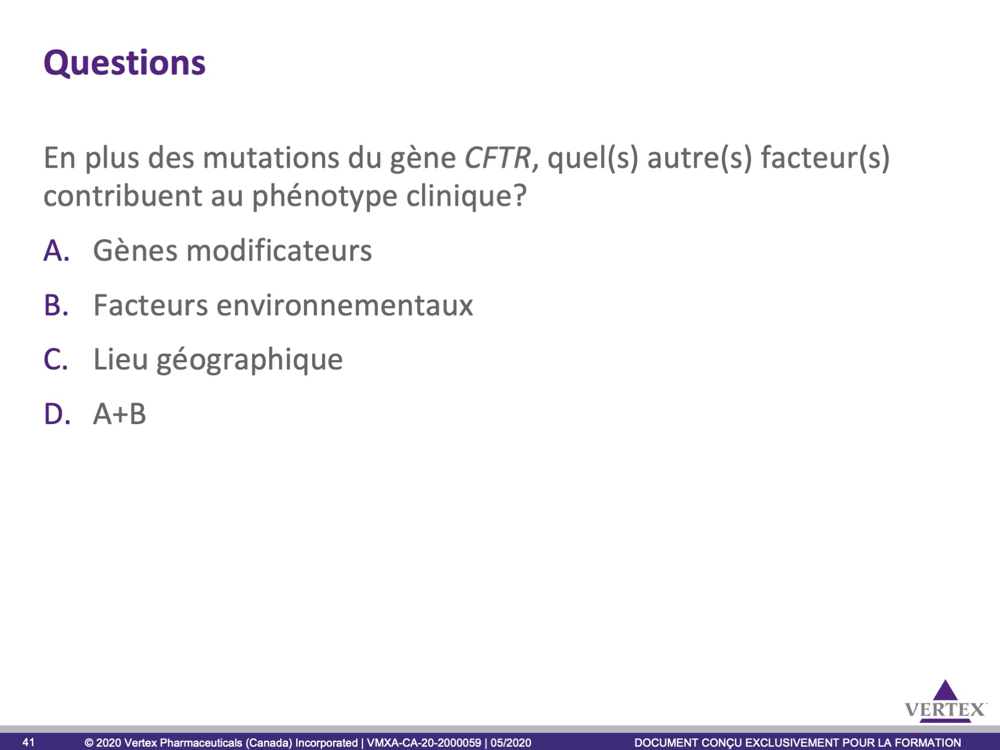 Questions
En plus des mutations du gène CFTR, quel(s) autre(s) facteur(s)
contribuent au phénotype clinique?
A. Gènes modificateurs
B. Facteurs environnementaux
C. Lieu géographique
D. A+B
VERTEX
41 © 2020 Vertex Pharmaceuticals (Canada) Incorporated | VMXA-CA-20-2000059 | 05/2020 DOCUMENT CONÇU EXCLUSIVEMENT POUR LA FORMATION